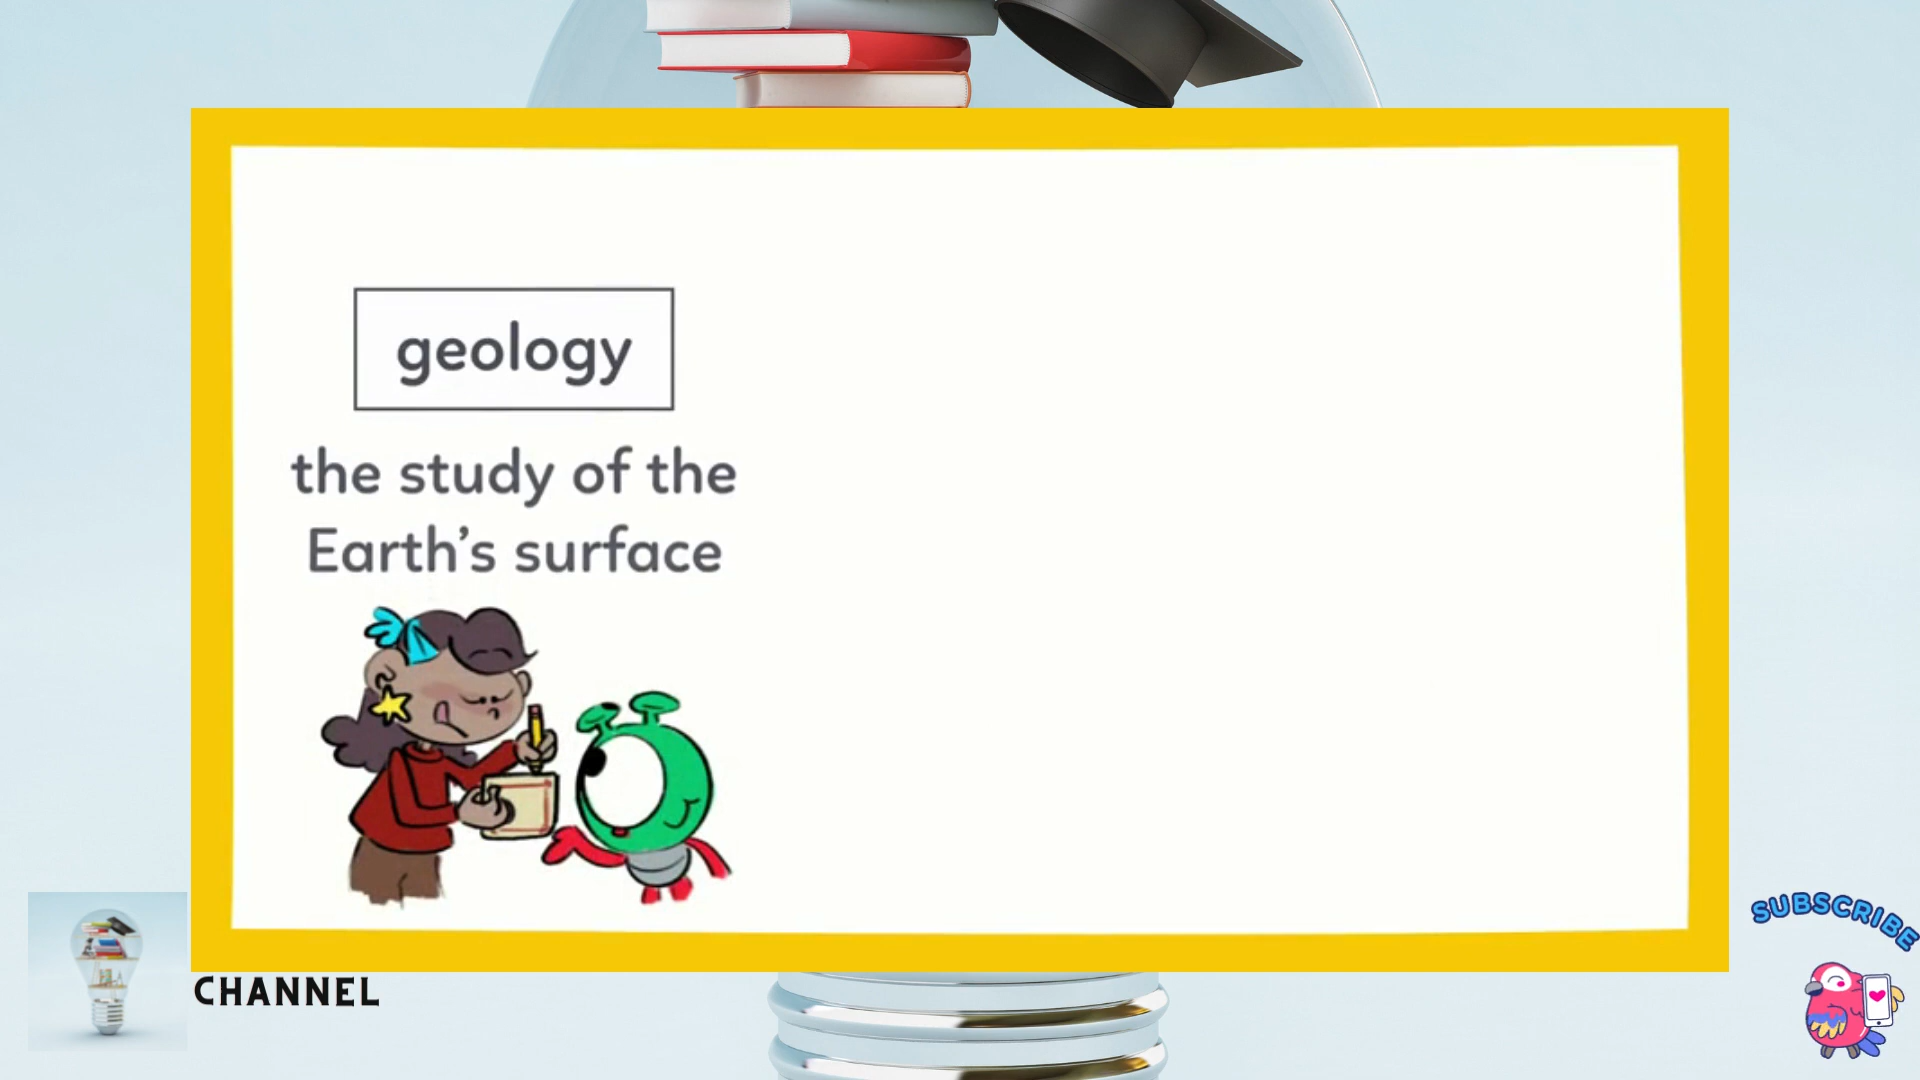 geology
the study of the
Earth's surface
CHANNEL
SUBSCRIBE